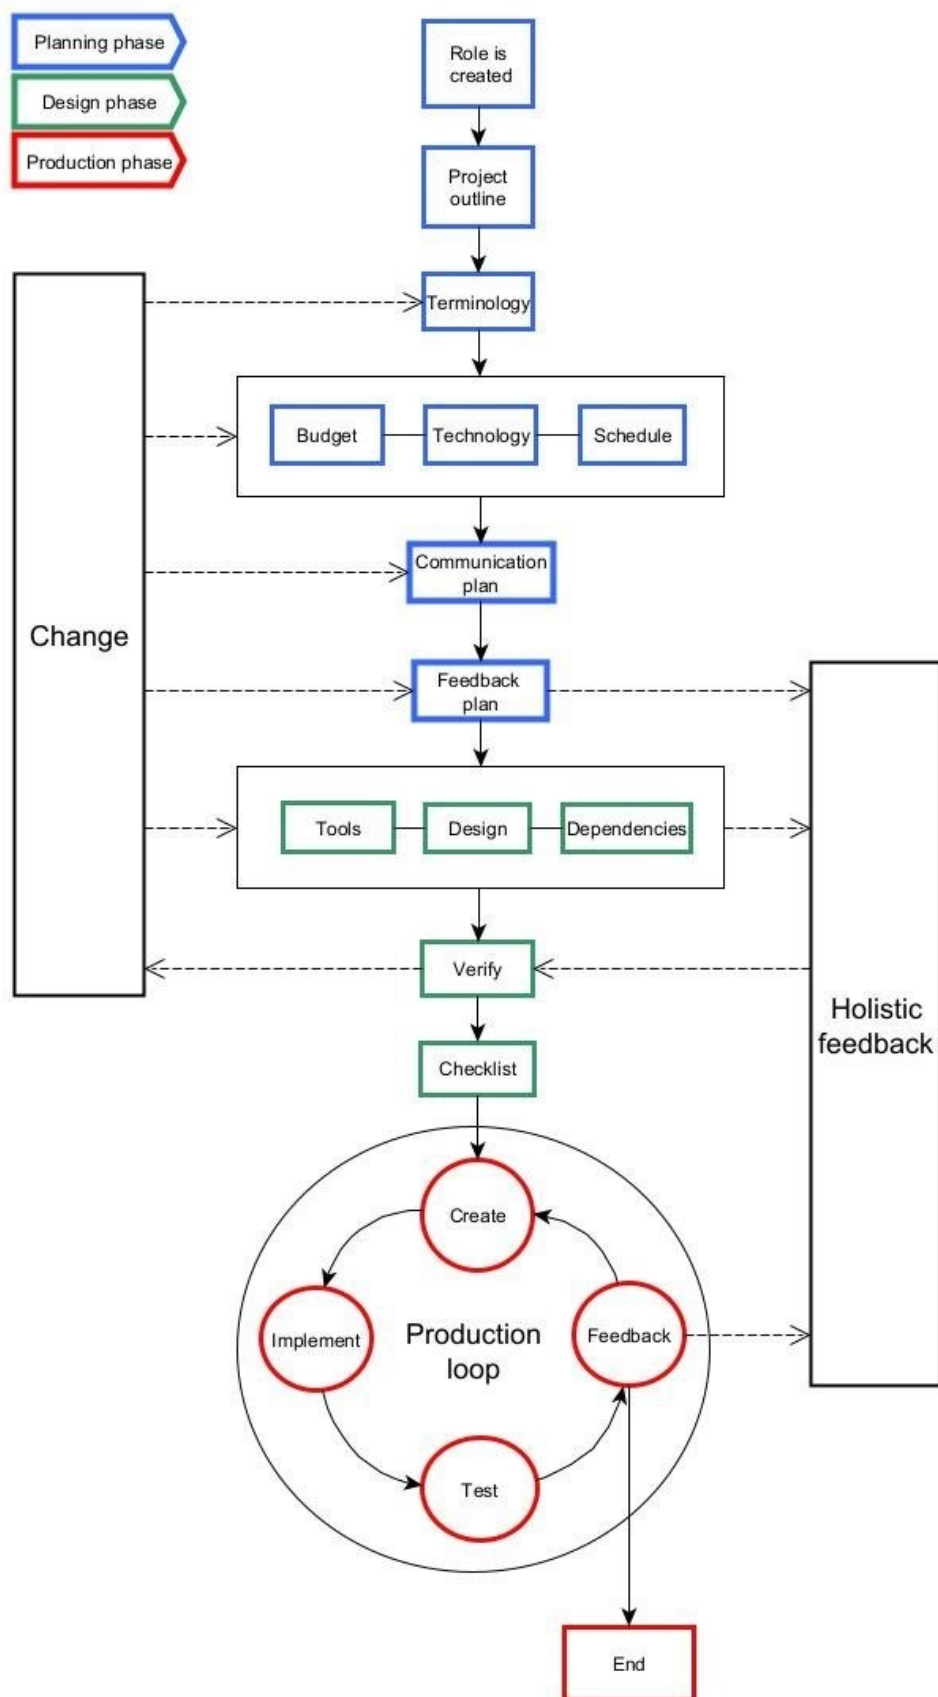 Planning phase
Design phase
Production phase
Role is
created
Project
outline
Terminology
Budget
Technology
Schedule
Communication
plan
Change
Feedback
plan
Tools
Design
Dependencies
Verify
Holistic
feedback
Checklist
Create
Implement
Production
loop
Feedback
Test
End